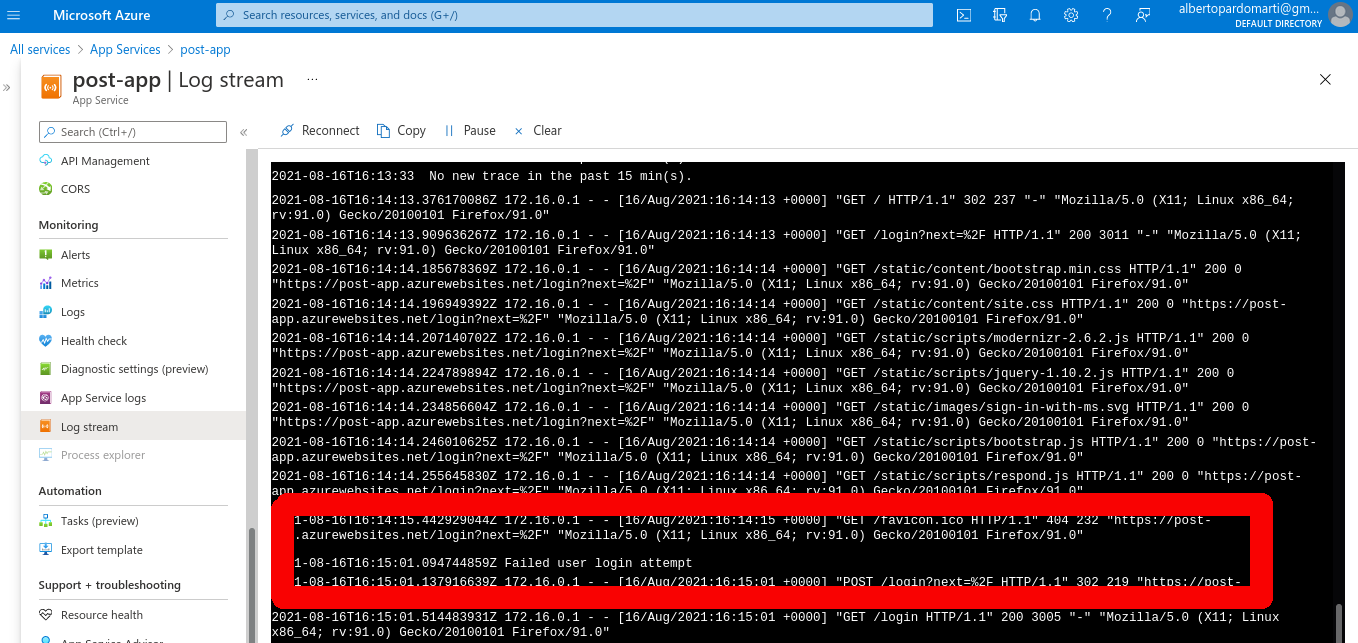 Microsoft Azure
Search resources, services, and docs (G+/)
albertopardomarti@gm...
DEFAULT DIRECTORY
All services > App Services > post-app
post-app | Log stream ...
App Service
Search (Ctrl+/)
Reconnect Copy Pause Clear
API Management
CORS
Monitoring
Alerts
Metrics
Logs
Health check
Diagnostic settings (preview)
App Service logs
Log stream
Process explorer
Automation
Tasks (preview)
Export template
Support + troubleshooting
Resource health
App Service Advisor
2021-08-16T16:13:33  No new trace in the past 15 min(s).
2021-08-16T16:14:13.376170086Z 172.16.0.1 - - [16/Aug/2021:16:14:13 +0000] "GET / HTTP/1.1" 302 237 "-" "Mozilla/5.0 (X11; Linux x86_64;
rv:91.0) Gecko/20100101 Firefox/91.0"
2021-08-16T16:14:13.909636267Z 172.16.0.1 - - [16/Aug/2021:16:14:13 +0000] "GET /login?next=%2F HTTP/1.1" 200 3011 "-" "Mozilla/5.0 (X11;
Linux x86_64; rv:91.0) Gecko/20100101 Firefox/91.0"
2021-08-16T16:14:14.185678369Z 172.16.0.1 - - [16/Aug/2021:16:14:14 +0000] "GET /static/content/bootstrap.min.css HTTP/1.1" 200 0
"https://post-app.azurewebsites.net/login?next=%2F" "Mozilla/5.0 (X11; Linux x86_64; rv:91.0) Gecko/20100101 Firefox/91.0"
2021-08-16T16:14:14.196949392Z 172.16.0.1 - - [16/Aug/2021:16:14:14 +0000] "GET /static/content/site.css HTTP/1.1" 200 0 "https://post-
app.azurewebsites.net/login?next=%2F" "Mozilla/5.0 (X11; Linux x86_64; rv:91.0) Gecko/20100101 Firefox/91.0"
2021-08-16T16:14:14.207140702Z 172.16.0.1 - - [16/Aug/2021:16:14:14 +0000] "GET /static/scripts/modernizr-2.6.2.js HTTP/1.1" 200 0
"https://post-app.azurewebsites.net/login?next=%2F" "Mozilla/5.0 (X11; Linux x86_64; rv:91.0) Gecko/20100101 Firefox/91.0"
2021-08-16T16:14:14.224789894Z 172.16.0.1 - - [16/Aug/2021:16:14:14 +0000] "GET /static/scripts/jquery-1.10.2.js HTTP/1.1" 200 0
"https://post-app.azurewebsites.net/login?next=%2F" "Mozilla/5.0 (X11; Linux x86_64; rv:91.0) Gecko/20100101 Firefox/91.0"
2021-08-16T16:14:14.234856604Z 172.16.0.1 - - [16/Aug/2021:16:14:14 +0000] "GET /static/images/sign-in-with-ms.svg HTTP/1.1" 200 0
"https://post-app.azurewebsites.net/login?next=%2F" "Mozilla/5.0 (X11; Linux x86_64; rv:91.0) Gecko/20100101 Firefox/91.0"
2021-08-16T16:14:14.246010625Z 172.16.0.1 - - [16/Aug/2021:16:14:14 +0000] "GET /static/scripts/bootstrap.js HTTP/1.1" 200 0 "https://post-
app.azurewebsites.net/login?next=%2F" "Mozilla/5.0 (X11; Linux x86_64; rv:91.0) Gecko/20100101 Firefox/91.0"
2021-08-16T16:14:14.255645830Z 172.16.0.1 - - [16/Aug/2021:16:14:14 +0000] "GET /static/scripts/respond.js HTTP/1.1" 200 0 "https://post-
app.azurewebsites.net/login?next=%2F" "Mozilla/5.0 (X11; Linux x86_64; rv:91.0) Gecko/20100101 Firefox/91.0"
1-08-16T16:14:15.442929044Z 172.16.0.1 - - [16/Aug/2021:16:14:15 +0000] "GET /favicon.ico HTTP/1.1" 404 232 "https://post-
.azurewebsites.net/login?next=%2F" "Mozilla/5.0 (X11; Linux x86_64; rv:91.0) Gecko/20100101 Firefox/91.0"
1-08-16T16:15:01.094744859Z Failed user login attempt
1-08-16T16:15:01.137916639Z 172.16.0.1 - - [16/Aug/2021:16:15:01 +0000] "POST /login?next=%2F HTTP/1.1" 302 219 "https://post-
2021-08-16T16:15:01.514483931Z 172.16.0.1 - - [16/Aug/2021:16:15:01 +0000] "GET /login HTTP/1.1" 200 3005 "-" "Mozilla/5.0 (X11; Linux
x86_64; rv:91.0) Gecko/20100101 Firefox/91.0"